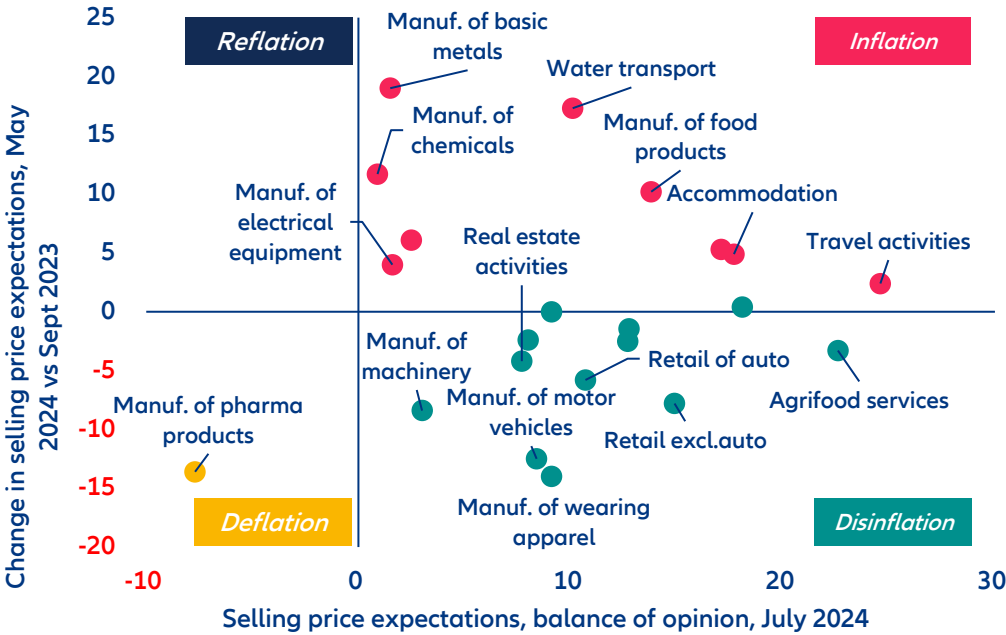 25
Reflation
Manuf. of basic
metals
Inflation
20
Water transport
15
Manuf. of
chemicals
Manuf. of food
products
10
Manuf. of
electrical
equipment
Accommodation
5
Real estate
activities
Travel activities
0
-5
Manuf. of
machinery
Retail of auto
Manuf. of motor
vehicles
Agrifood services
-10
Manuf. of pharma
products
Retail excl.auto
-15
Deflation
Manuf. of wearing
apparel
Disinflation
-20
-10
0
10
20
30
Change in selling price expectations, May
2024 vs Sept 2023
Selling price expectations, balance of opinion, July 2024